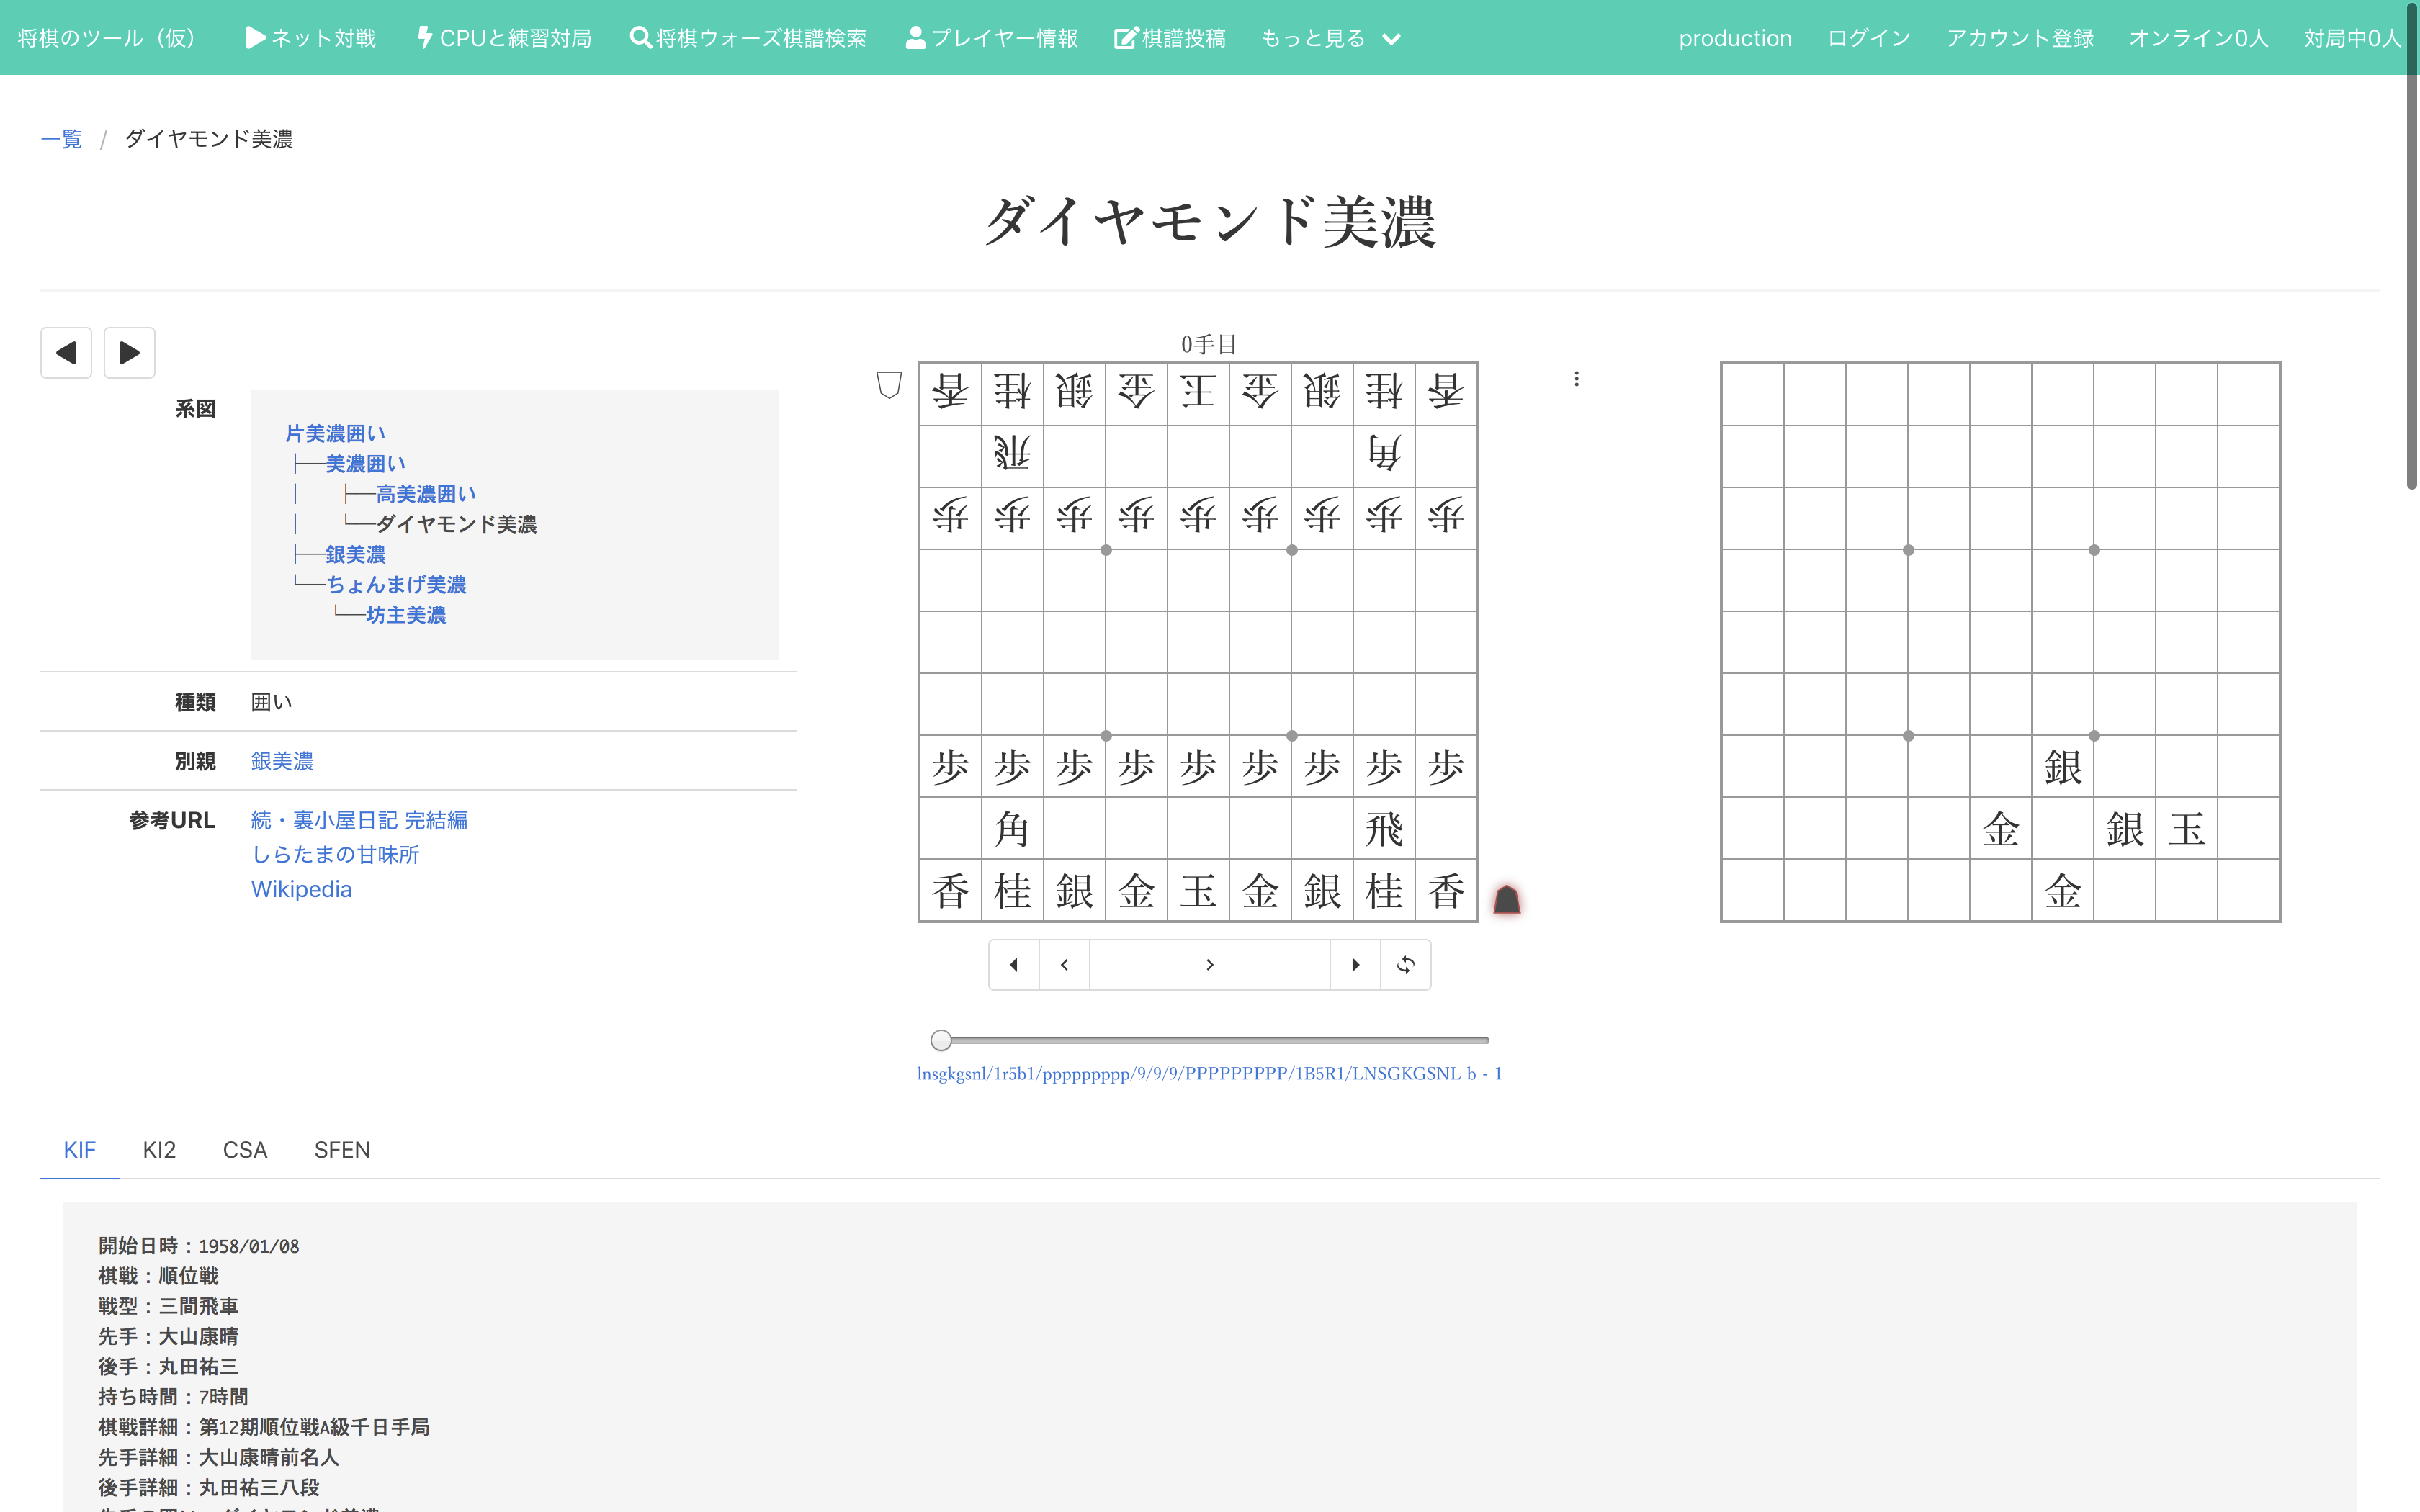 将棋のツール（仮） ネット対戦 CPUと練習対局 将棋ウォーズ棋譜検索 プレイヤー情報 棋譜投稿 もっと見る production ログイン アカウント登録 オンライン0人 対局中0人
一覧 / ダイヤモンド美濃
ダイヤモンド美濃
系図
片美濃囲い
├──美濃囲い
│   ├──高美濃囲い
│   └──ダイヤモンド美濃
├──銀美濃
└──ちょんまげ美濃
    └──坊主美濃
種類 囲い
別親 銀美濃
参考URL 続・裏小屋日記 完結編
しらたまの甘味所
Wikipedia
0手目
香 桂 銀 金 王 金 銀 桂 香
飛 角
歩 歩 歩 歩 歩 歩 歩 歩 歩
歩 歩 歩 歩 歩 歩 歩 歩 歩
角 飛
香 桂 銀 金 玉 金 銀 桂 香
lnsgkgsnl/1r5b1/ppppppppp/9/9/9/PPPPPPPPP/1B5R1/LNSGKGSNL b - 1
銀
金 銀 玉
金
KIF KI2 CSA SFEN
開始日時：1958/01/08
棋戦：順位戦
戦型：三間飛車
先手：大山康晴
後手：丸田祐三
持ち時間：7時間
棋戦詳細：第12期順位戦A級千日手局
先手詳細：大山康晴前名人
後手詳細：丸田祐三八段